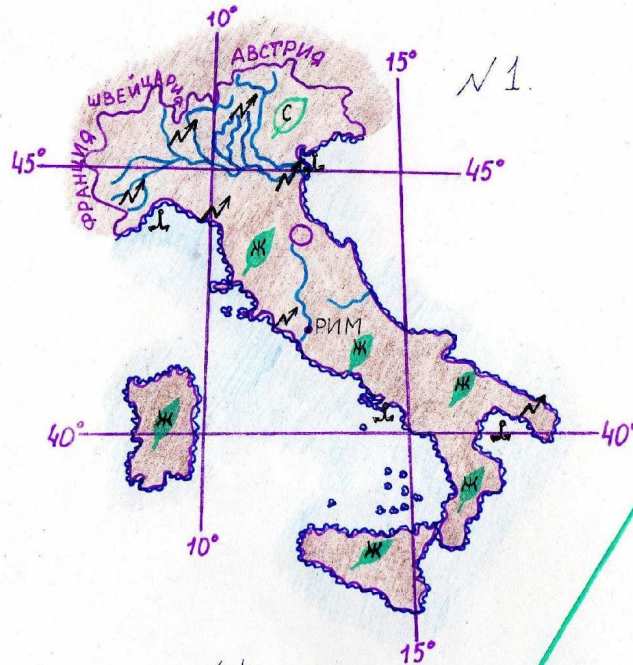 10°
АВСТРИЯ
15°
№1.
ШВЕЙЦАРИЯ
С
45°
45°
ФРАНЦИЯ
Ж
РИМ
Ж
Ж
Ж
40°
40°
Ж
Ж
10°
15°